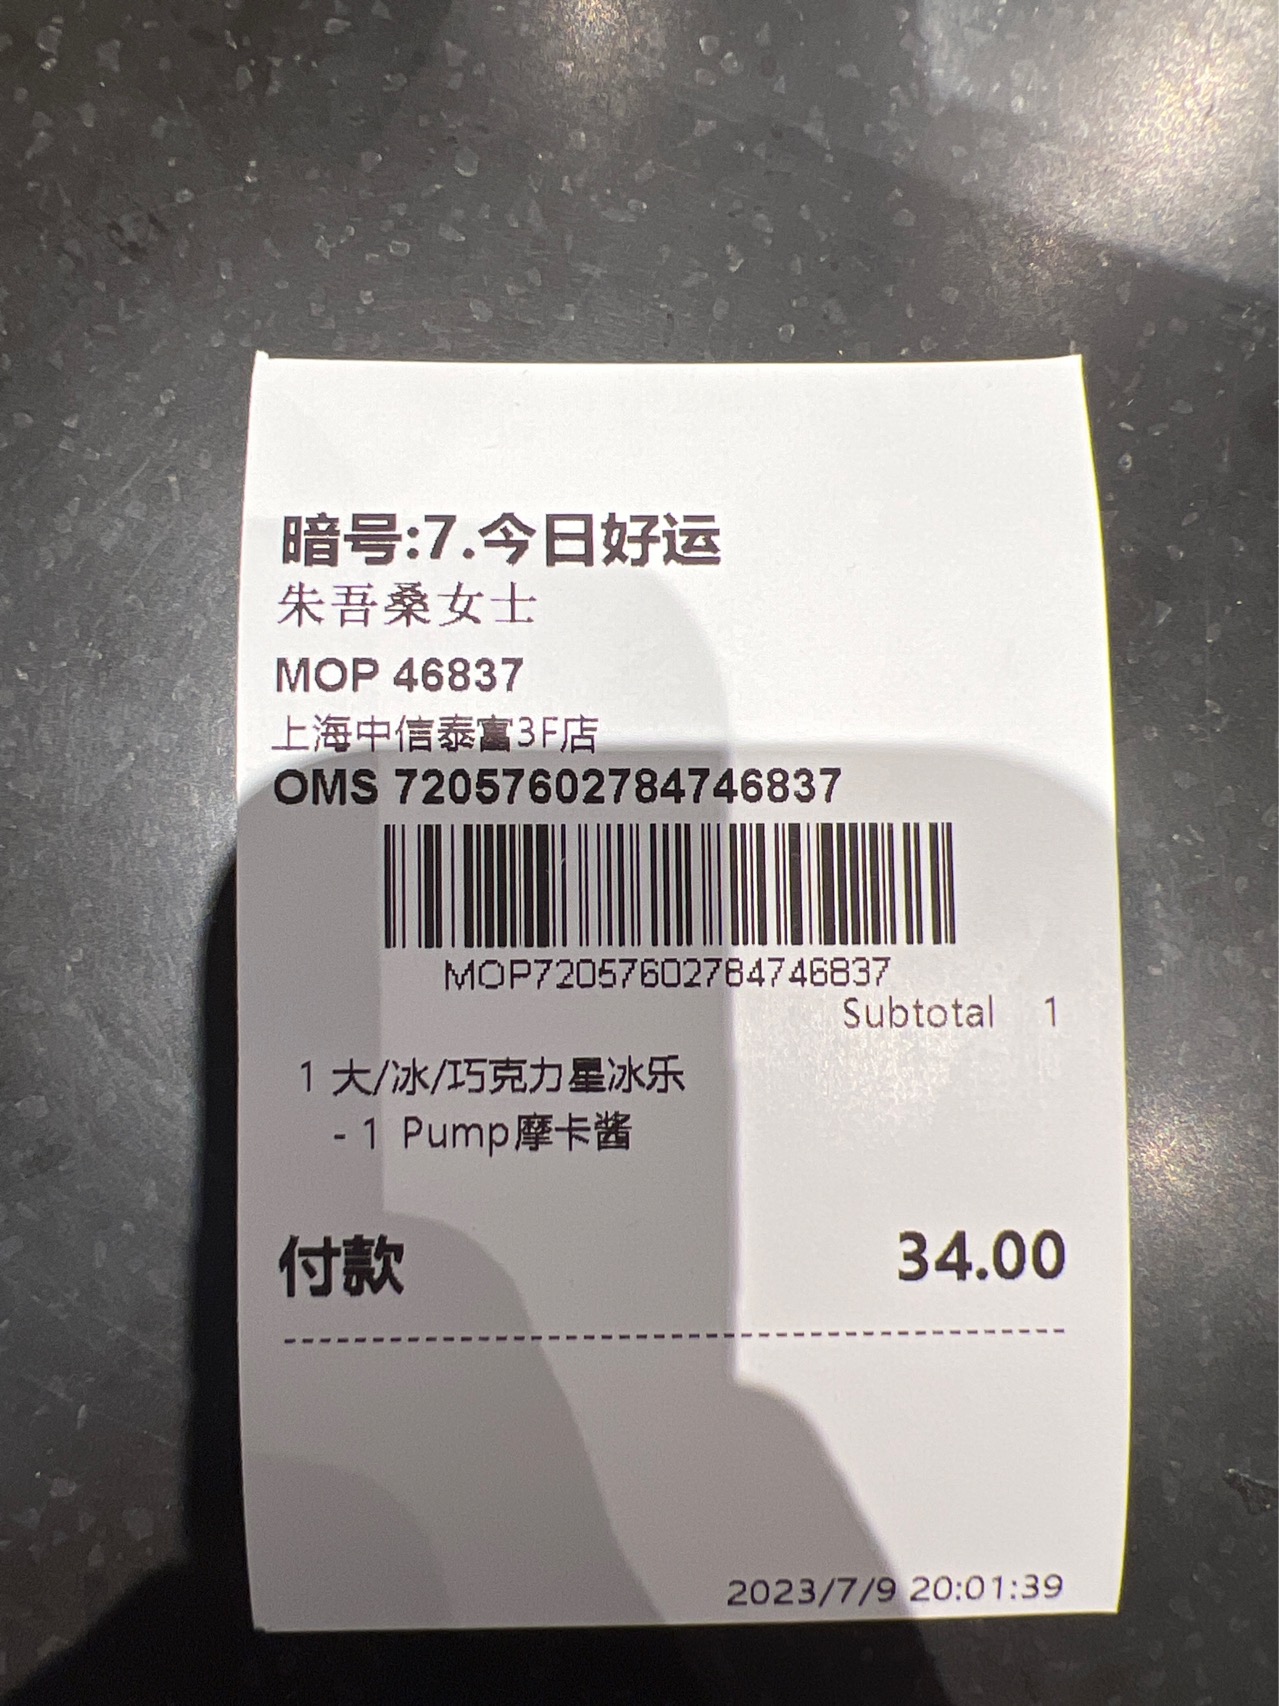 暗号:7.今日好运
朱吾桑女士
MOP 46837
上海中信泰富3F店
OMS 72057602784746837
MOP72057602784746837
Subtotal 1
1 大/冰/巧克力星冰乐
- 1 Pump摩卡酱
付款 34.00
2023/7/9 20:01:39